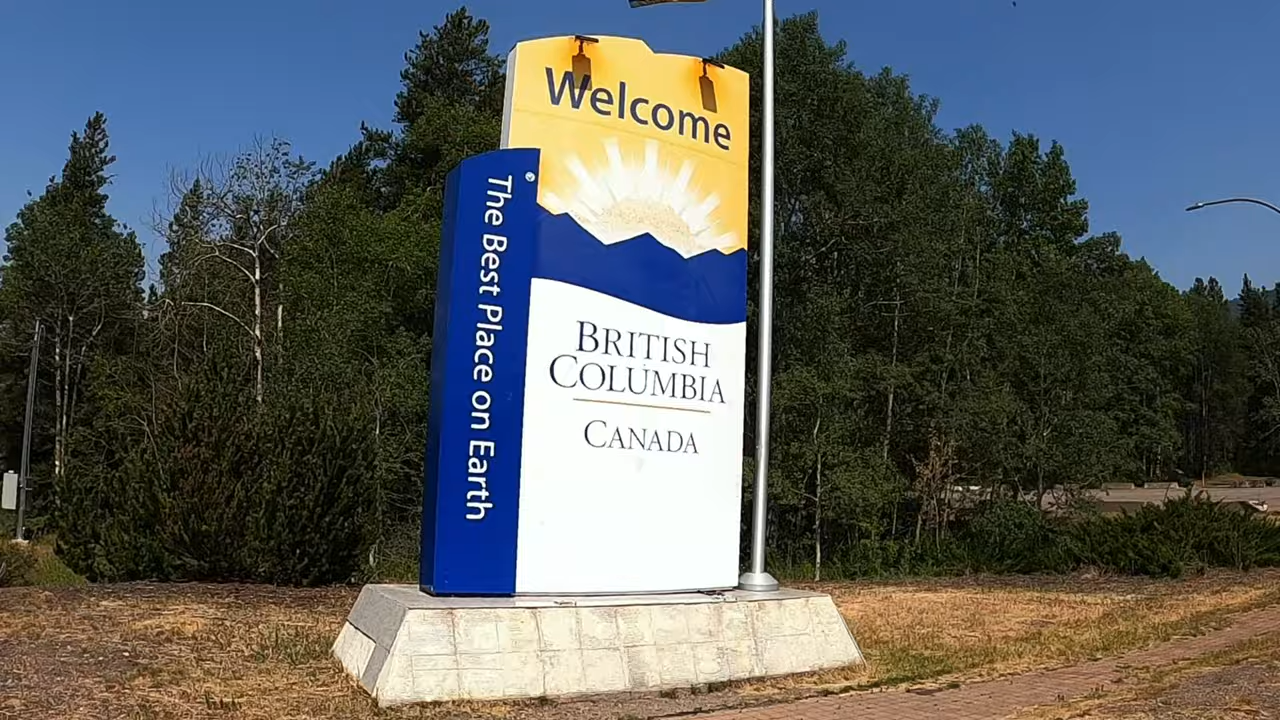 Welcome
The Best Place on Earth®
BRITISH
COLUMBIA
CANADA